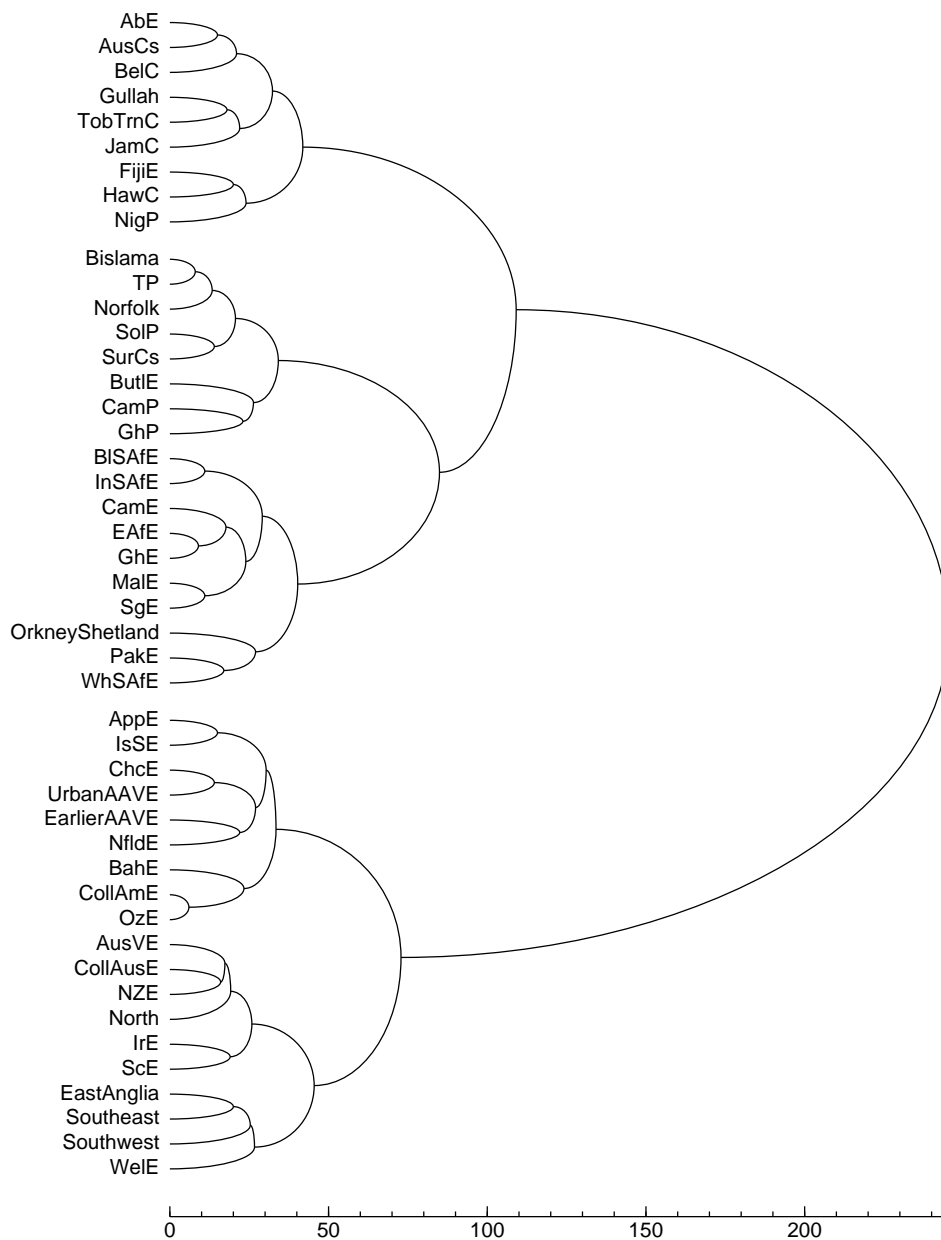 AbE
AusCs
BelC
Gullah
TobTrnC
JamC
FijiE
HawC
NigP
Bislama
TP
Norfolk
SolP
SurCs
ButlE
CamP
GhP
BlSAfE
InSAfE
CamE
EAfE
GhE
MalE
SgE
OrkneyShetland
PakE
WhSAfE
AppE
IsSE
ChcE
UrbanAAVE
EarlierAAVE
NfldE
BahE
CollAmE
OzE
AusVE
CollAusE
NZE
North
IrE
ScE
EastAnglia
Southeast
Southwest
WelE
0 50 100 150 200